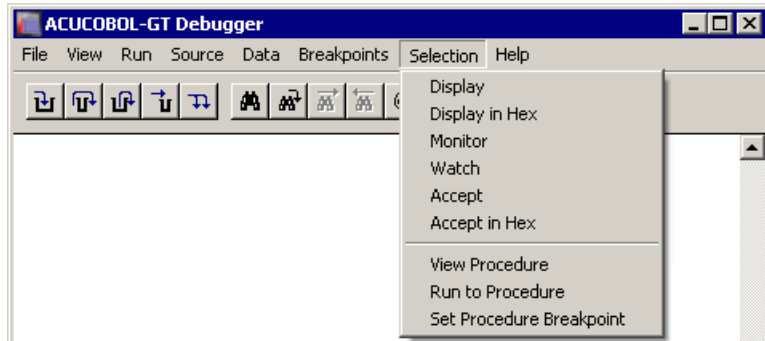 ACUCOBOL-GT Debugger
File View Run Source Data Breakpoints Selection Help
Display
Display in Hex
Monitor
Watch
Accept
Accept in Hex
View Procedure
Run to Procedure
Set Procedure Breakpoint